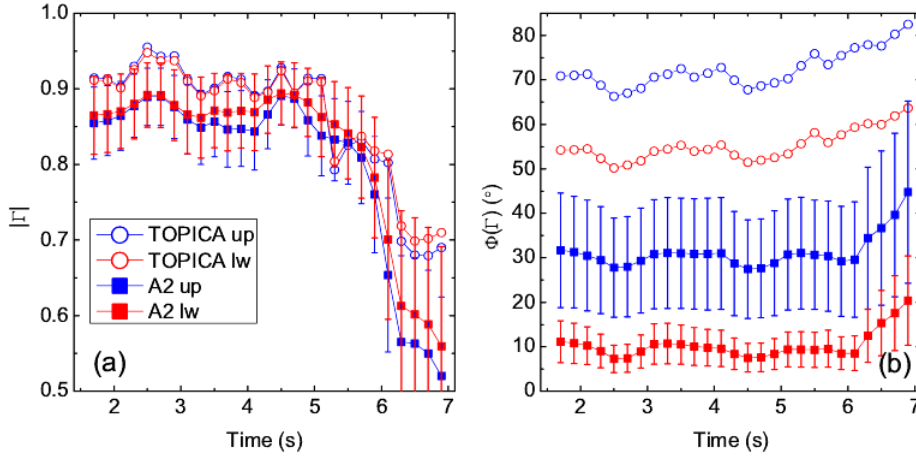 1.0
0.9
0.8
0.7
0.6
0.5
|Γ|
TOPICA up
TOPICA lw
A2 up
A2 lw
(a)
2 3 4 5 6 7
Time (s)
80
70
60
50
40
30
20
10
0
Φ(Γ) (°)
(b)
2 3 4 5 6 7
Time (s)